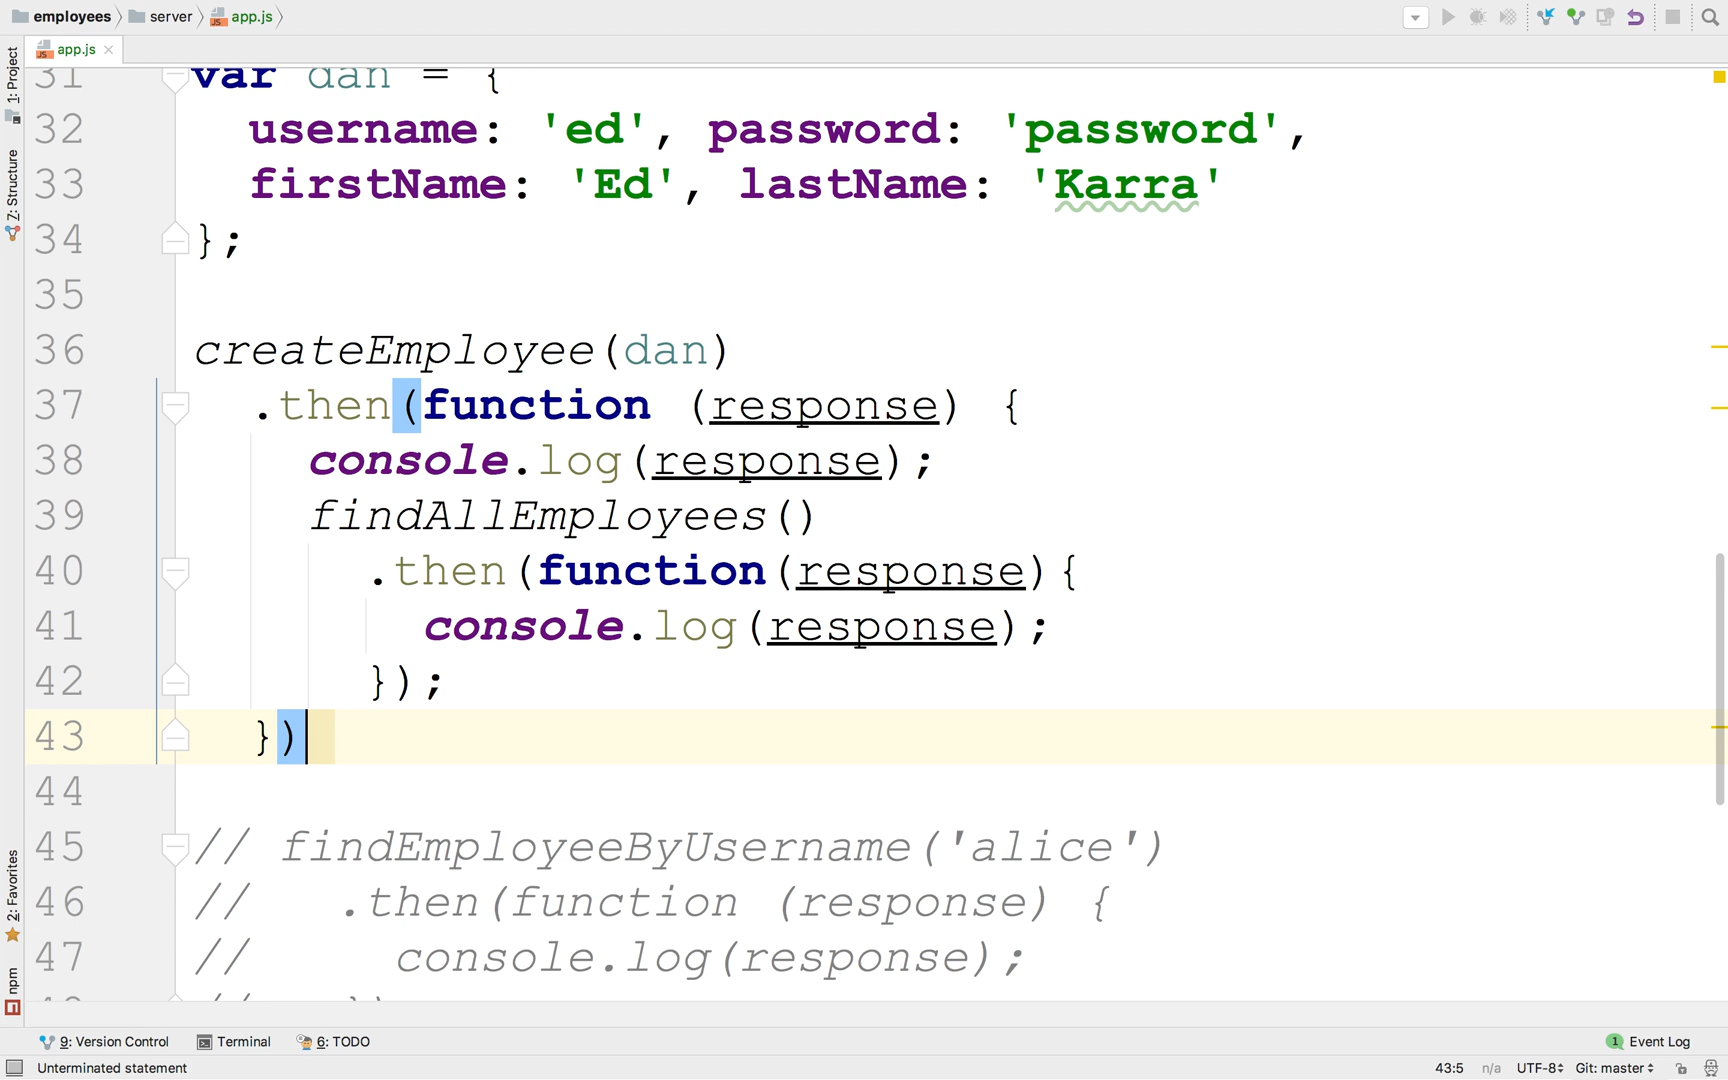 employees server app.js
app.js
1: Project
7: Structure
2: Favorites
npm
31 var dan = {
32 username: 'ed', password: 'password',
33 firstName: 'Ed', lastName: 'Karra'
34 };
35
36 createEmployee(dan)
37 .then(function (response) {
38 console.log(response);
39 findAllEmployees()
40 .then(function(response){
41 console.log(response);
42 });
43 })
44
45 // findEmployeeByUsername('alice')
46 // .then(function (response) {
47 // console.log(response);
9: Version Control Terminal 6: TODO 1 Event Log
Unterminated statement 43:5 n/a UTF-8 Git: master